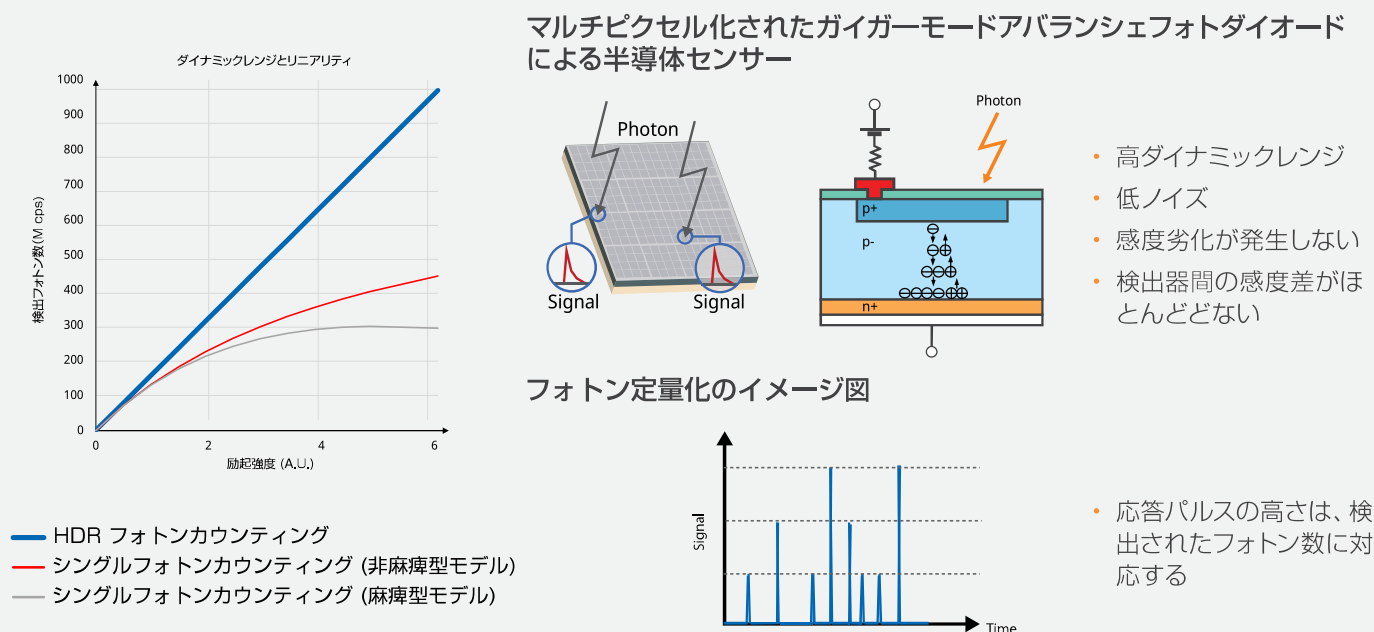 マルチピクセル化されたガイガーモードアバランシェフォトダイオード
による半導体センサー
ダイナミックレンジとリニアリティ
検出フォトン数(M cps)
1000
900
800
700
600
500
400
300
200
100
0
0
2
4
6
励起強度 (A.U.)
HDR フォトンカウンティング
シングルフォトンカウンティング (非麻痺型モデル)
シングルフォトンカウンティング (麻痺型モデル)
Photon
Signal
Signal
Photon
p+
p-
n+
• 高ダイナミックレンジ
• 低ノイズ
• 感度劣化が発生しない
• 検出器間の感度差がほ
とんどどない
フォトン定量化のイメージ図
Signal
Time
• 応答パルスの高さは、検
出されたフォトン数に対
応する